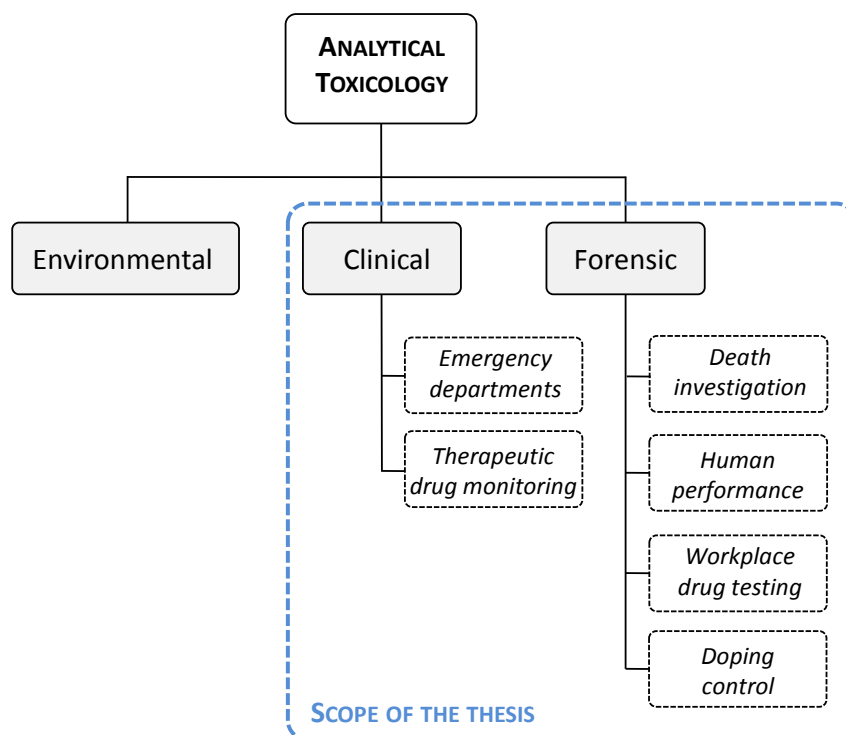 ANALYTICAL
TOXICOLOGY
Environmental
Clinical
Forensic
Emergency
departments
Therapeutic
drug monitoring
Death
investigation
Human
performance
Workplace
drug testing
Doping
control
SCOPE OF THE THESIS